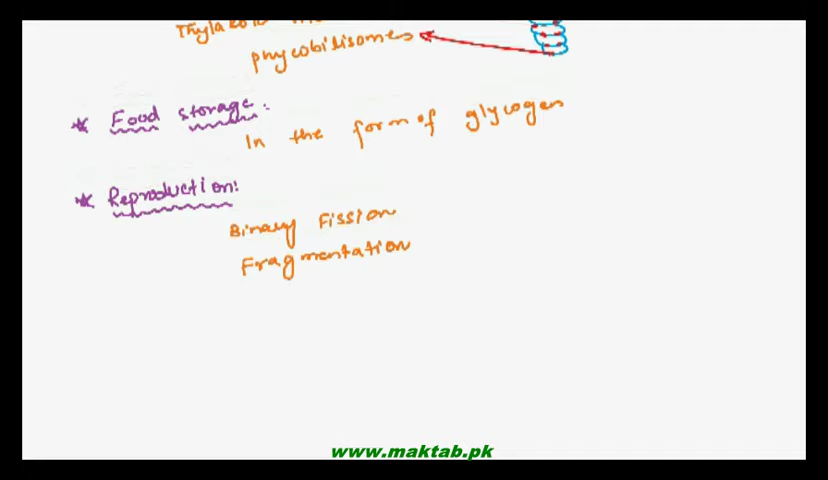 phycobilisomes
* Food storage:
In the form of glycogen
* Reproduction:
Binary Fission
Fragmentation
www.maktab.pk